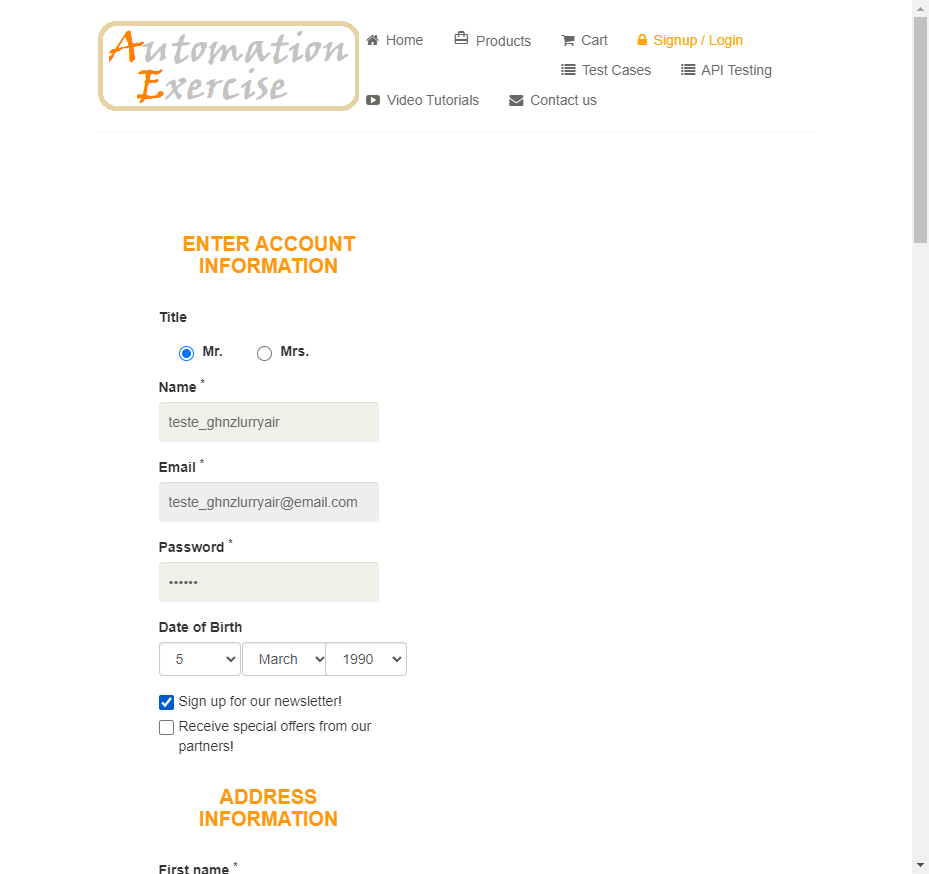 Automation
Exercise
Home
Products
Cart
Signup / Login
Test Cases
API Testing
Video Tutorials
Contact us
ENTER ACCOUNT
INFORMATION
Title
Mr.
Mrs.
Name *
teste_ghnzlurryair
Email *
teste_ghnzlurryair@email.com
Password *
••••••
Date of Birth
5
March
1990
Sign up for our newsletter!
Receive special offers from our
partners!
ADDRESS
INFORMATION
First name *